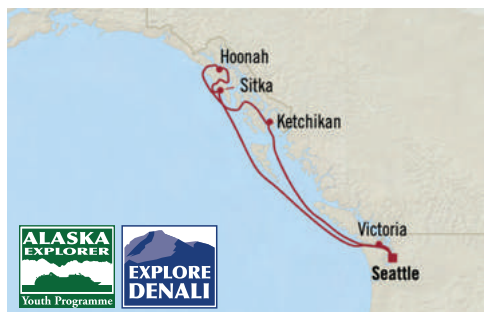 Hoonah
Sitka
Ketchikan
Victoria
Seattle
ALASKA
EXPLORER
Youth Programme
EXPLORE
DENALI